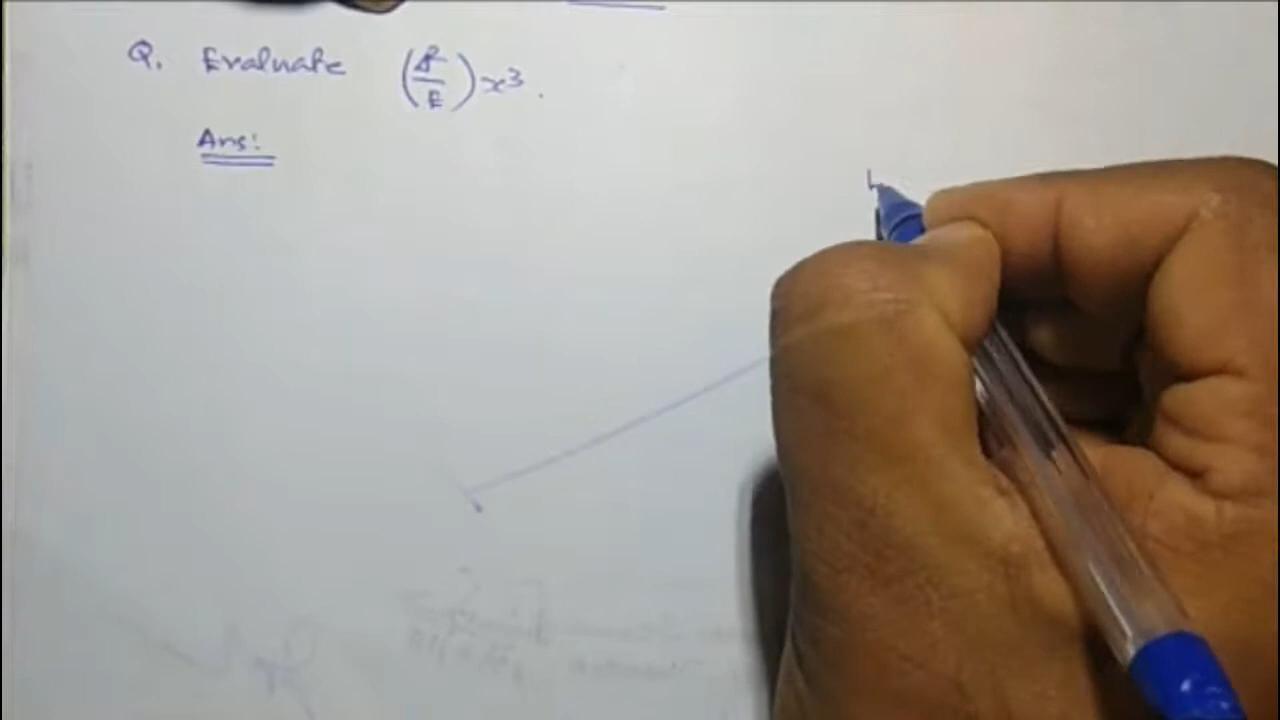 Q. Evaluate (Δ²/E) x³.
Ans: